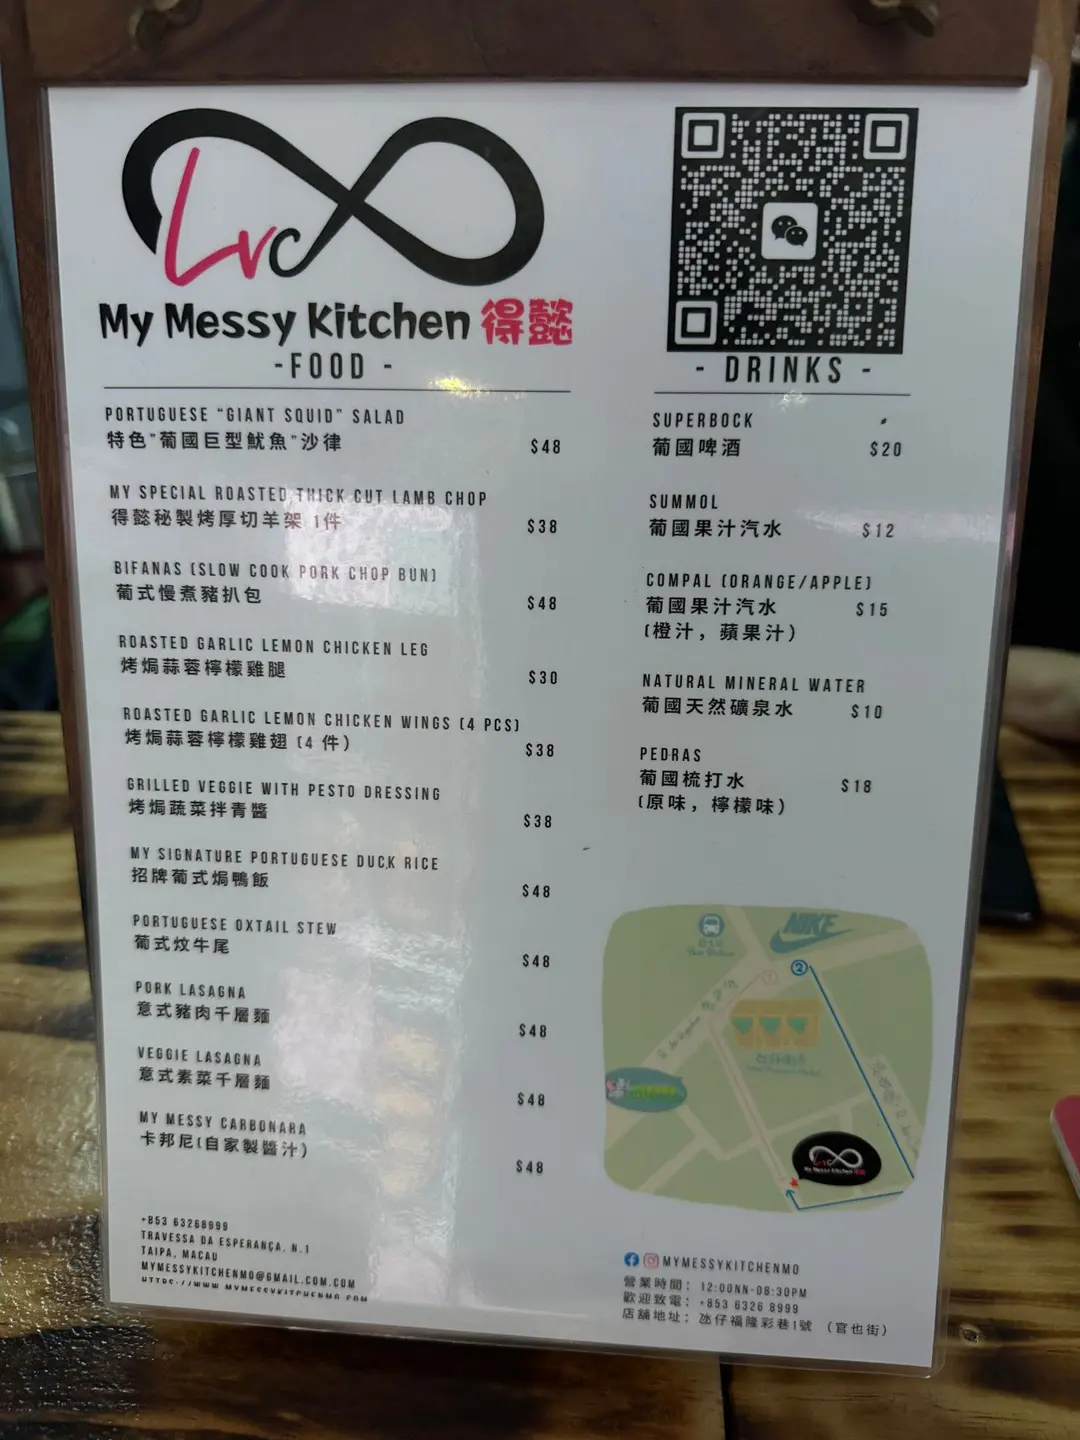 Lvc
My Messy Kitchen 得懿
-FOOD -
PORTUGUESE “GIANT SQUID” SALAD
特色"葡國巨型魷魚"沙律
$48
MY SPECIAL ROASTED THICK CUT LAMB CHOP
得懿秘製烤厚切羊架 1件
$38
BIFANAS (SLOW COOK PORK CHOP BUN)
葡式慢煮豬扒包
$48
ROASTED GARLIC LEMON CHICKEN LEG
烤焗蒜蓉檸檬雞腿
$30
ROASTED GARLIC LEMON CHICKEN WINGS (4 PCS)
烤焗蒜蓉檸檬雞翅 (4 件)
$38
GRILLED VEGGIE WITH PESTO DRESSING
烤焗蔬菜拌青醬
$38
MY SIGNATURE PORTUGUESE DUCK RICE
招牌葡式焗鴨飯
$48
PORTUGUESE OXTAIL STEW
葡式炆牛尾
$48
PORK LASAGNA
意式豬肉千層麵
$48
VEGGIE LASAGNA
意式素菜千層麵
$48
MY MESSY CARBONARA
卡邦尼(自家製醬汁)
$48
+853 63268999
TRAVESSA DA ESPERANÇA, N.1
TAIPA, MACAU
MYMESSYKITCHENMO@GMAIL.COM.COM
HTTPS://WWW.MYMESSYKITCHENMO.COM
- DRINKS -
SUPERBOCK
葡國啤酒 $20
SUMMOL
葡國果汁汽水 $12
COMPAL (ORANGE/APPLE)
葡國果汁汽水 $15
(橙汁，蘋果汁)
NATURAL MINERAL WATER
葡國天然礦泉水 $10
PEDRAS
葡國梳打水 $18
(原味，檸檬味)
NIKE
1
2
Lvc
My Messy Kitchen 得懿
MYMESSYKITCHENMO
營業時間： 12:00NN-08:30PM
歡迎致電： +853 6326 8999
店舖地址： 氹仔福隆彩巷1號 （官也街）